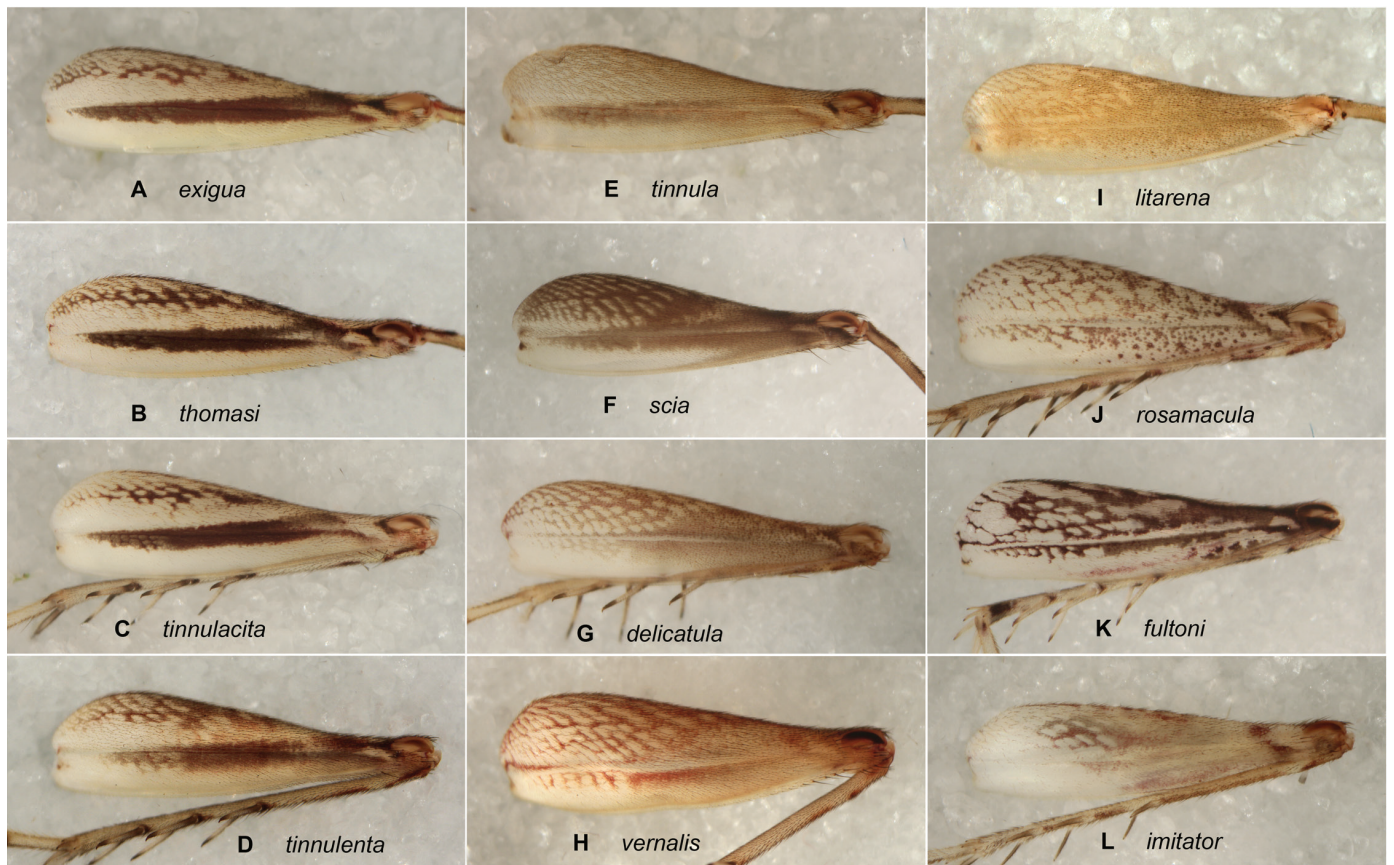 A exigua
B thomasi
C tinnulacita
D tinnulenta
E tinnula
F scia
G delicatula
H vernalis
I litarena
J rosamacula
K fultoni
L imitator